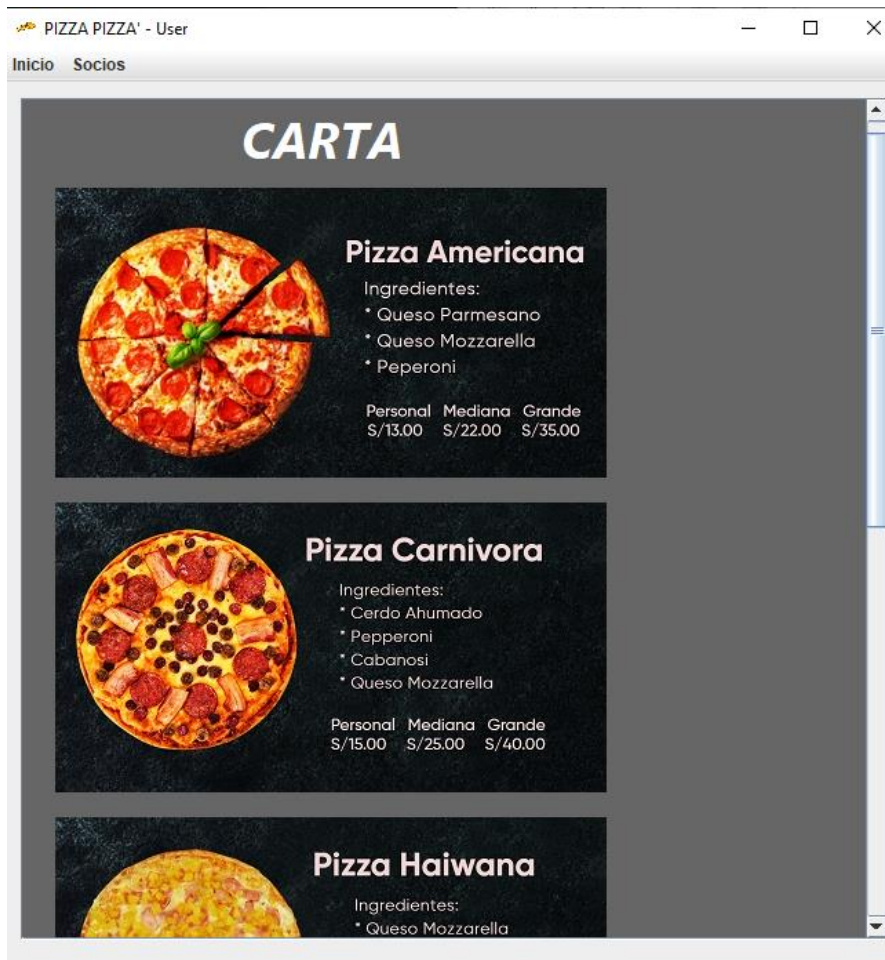 PIZZA PIZZA' - User
Inicio Socios
CARTA
Pizza Americana
Ingredientes:
* Queso Parmesano
* Queso Mozzarella
* Peperoni
Personal Mediana Grande
S/13.00 S/22.00 S/35.00
Pizza Carnivora
Ingredientes:
* Cerdo Ahumado
* Pepperoni
* Cabanosi
* Queso Mozzarella
Personal Mediana Grande
S/15.00 S/25.00 S/40.00
Pizza Haiwana
Ingredientes:
* Queso Mozzarella